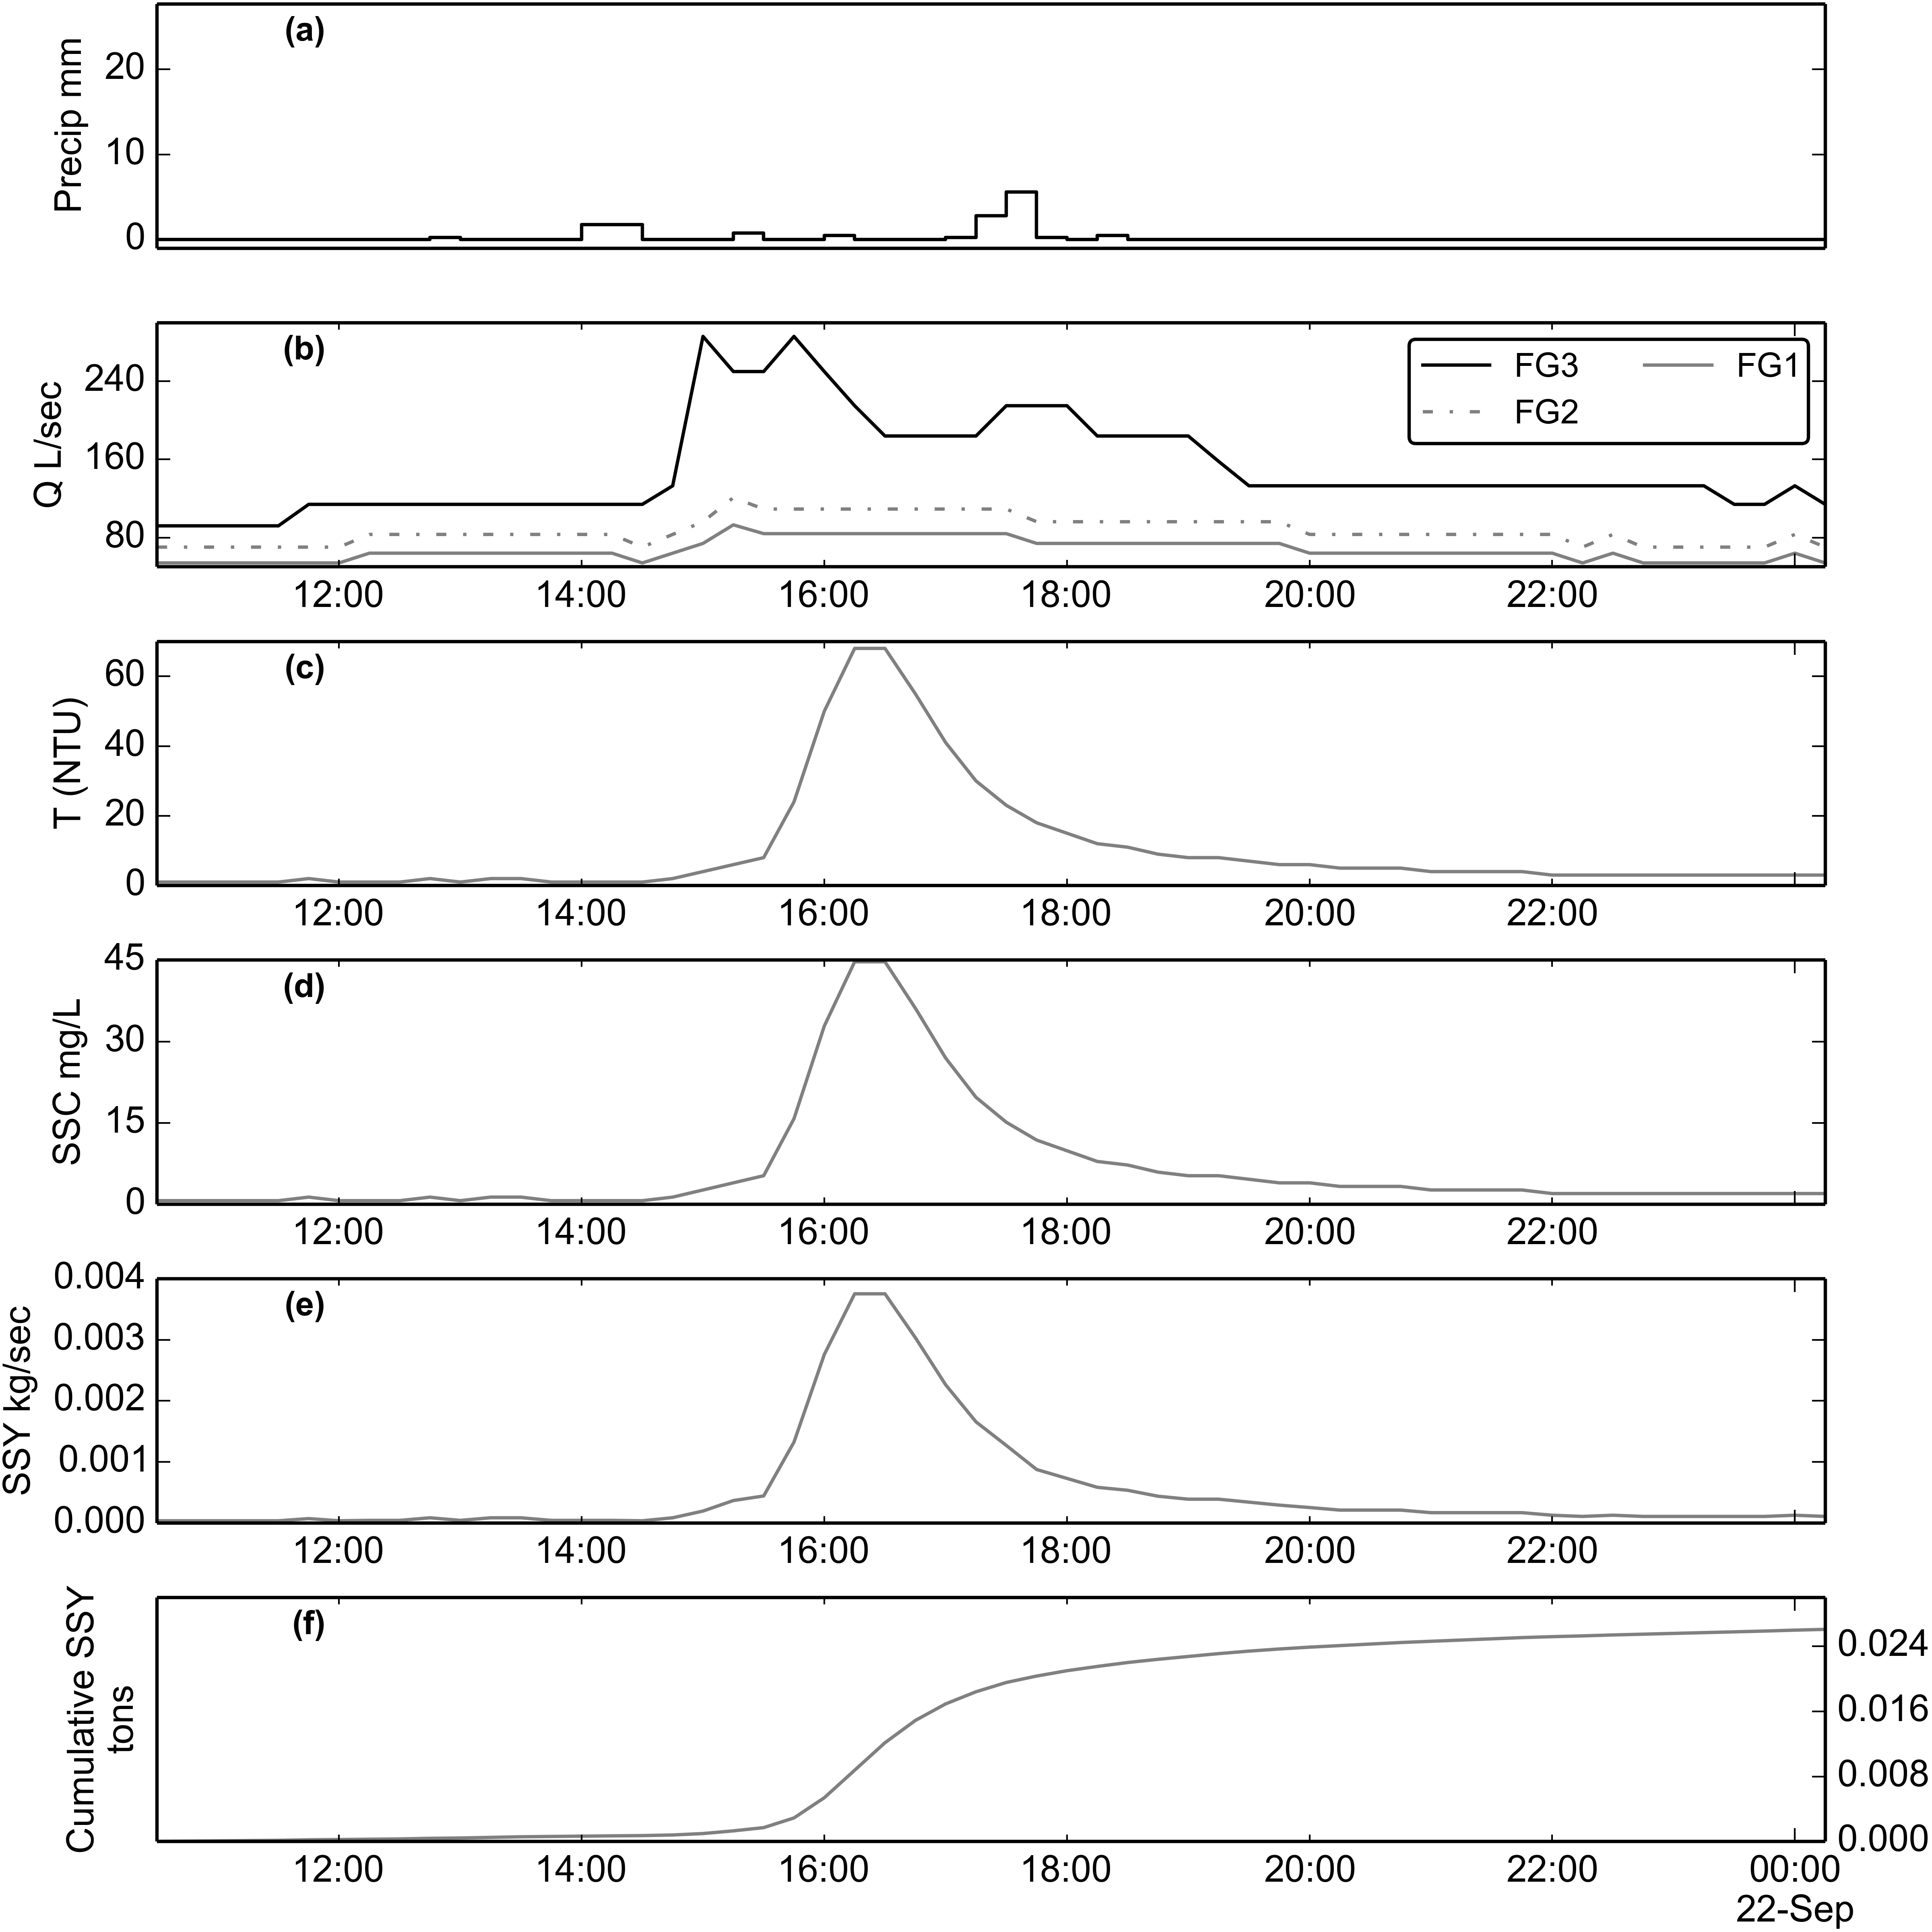 (a)
Precip mm
20
10
0
(b)
Q L/sec
240
160
80
FG3 FG1
FG2
12:00 14:00 16:00 18:00 20:00 22:00
(c)
T (NTU)
60
40
20
0
12:00 14:00 16:00 18:00 20:00 22:00
(d)
SSC mg/L
45
30
15
0
12:00 14:00 16:00 18:00 20:00 22:00
(e)
SSY kg/sec
0.004
0.003
0.002
0.001
0.000
12:00 14:00 16:00 18:00 20:00 22:00
(f)
Cumulative SSY
tons
0.024
0.016
0.008
0.000
12:00 14:00 16:00 18:00 20:00 22:00 00:00
22-Sep